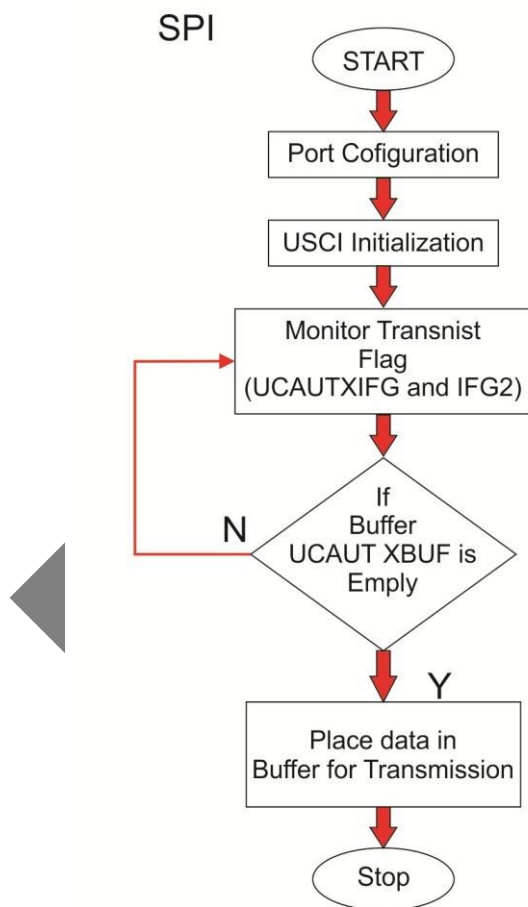 SPI
START
Port Cofiguration
USCI Initialization
Monitor Transnist
Flag
(UCAUTXIFG and IFG2)
If
Buffer
UCAUT XBUF is
Emply
N
Y
Place data in
Buffer for Transmission
Stop